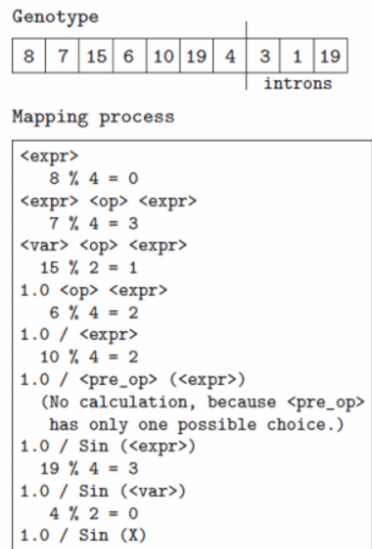 Genotype
8 7 15 6 10 19 4 3 1 19
introns
Mapping process
<expr>
8 % 4 = 0
<expr> <op> <expr>
7 % 4 = 3
<var> <op> <expr>
15 % 2 = 1
1.0 <op> <expr>
6 % 4 = 2
1.0 / <expr>
10 % 4 = 2
1.0 / <pre_op> (<expr>)
(No calculation, because <pre_op>
has only one possible choice.)
1.0 / Sin (<expr>)
19 % 4 = 3
1.0 / Sin (<var>)
4 % 2 = 0
1.0 / Sin (X)